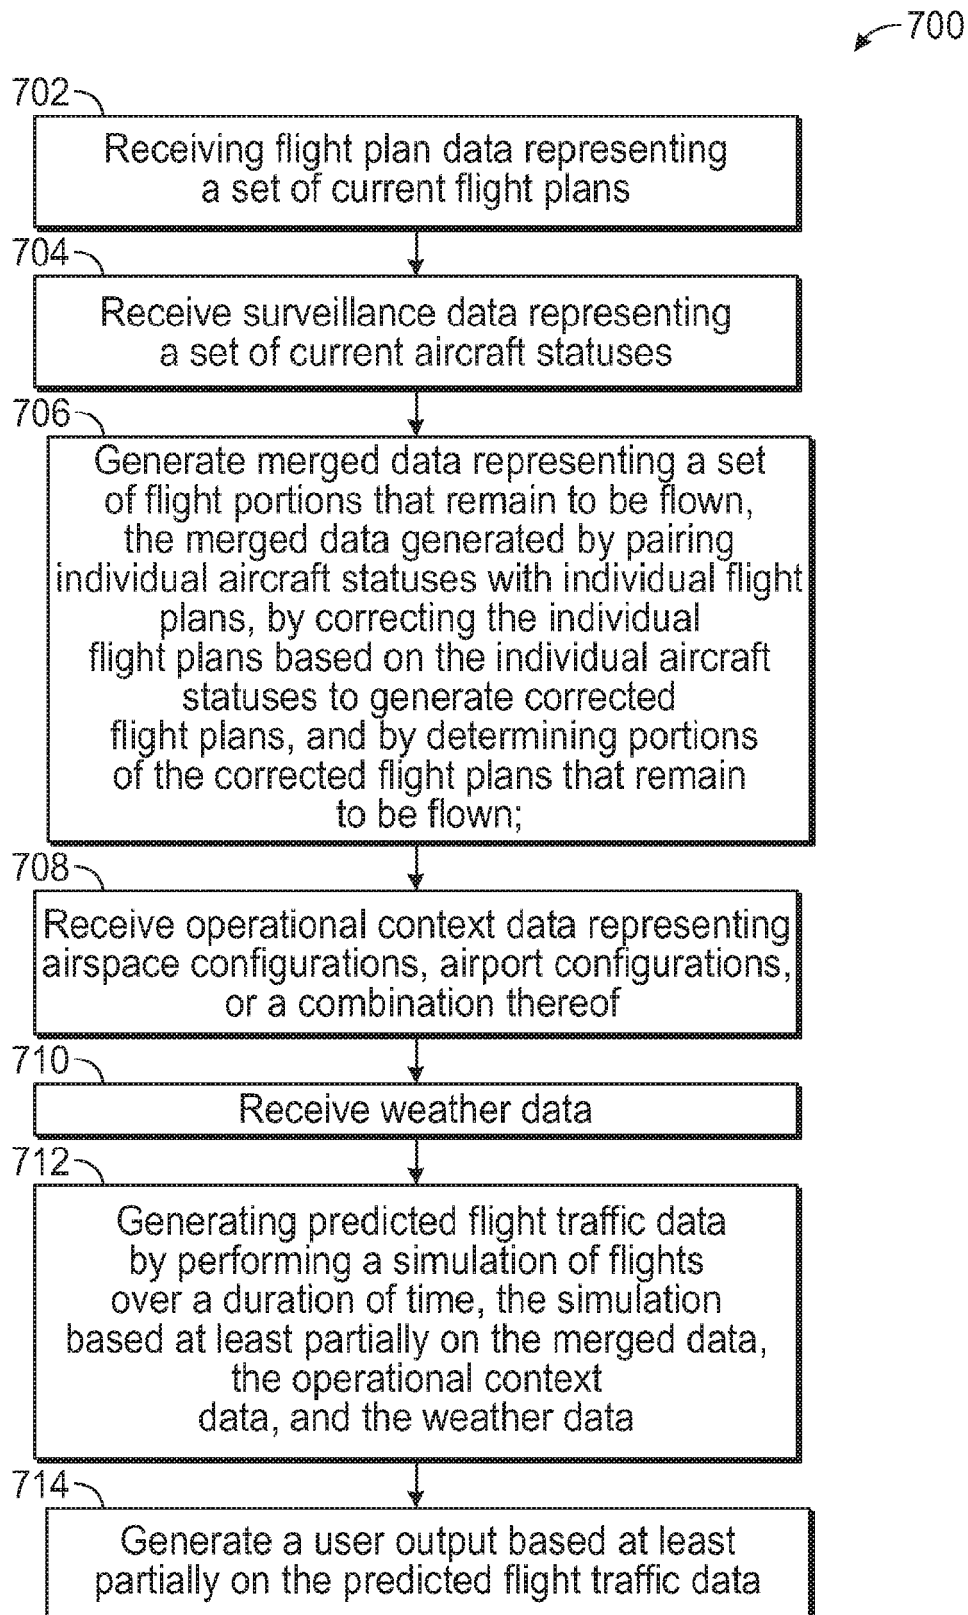 700
702
Receiving flight plan data representing
a set of current flight plans
704
Receive surveillance data representing
a set of current aircraft statuses
706
Generate merged data representing a set
of flight portions that remain to be flown,
the merged data generated by pairing
individual aircraft statuses with individual flight
plans, by correcting the individual
flight plans based on the individual aircraft
statuses to generate corrected
flight plans, and by determining portions
of the corrected flight plans that remain
to be flown;
708
Receive operational context data representing
airspace configurations, airport configurations,
or a combination thereof
710
Receive weather data
712
Generating predicted flight traffic data
by performing a simulation of flights
over a duration of time, the simulation
based at least partially on the merged data,
the operational context
data, and the weather data
714
Generate a user output based at least
partially on the predicted flight traffic data